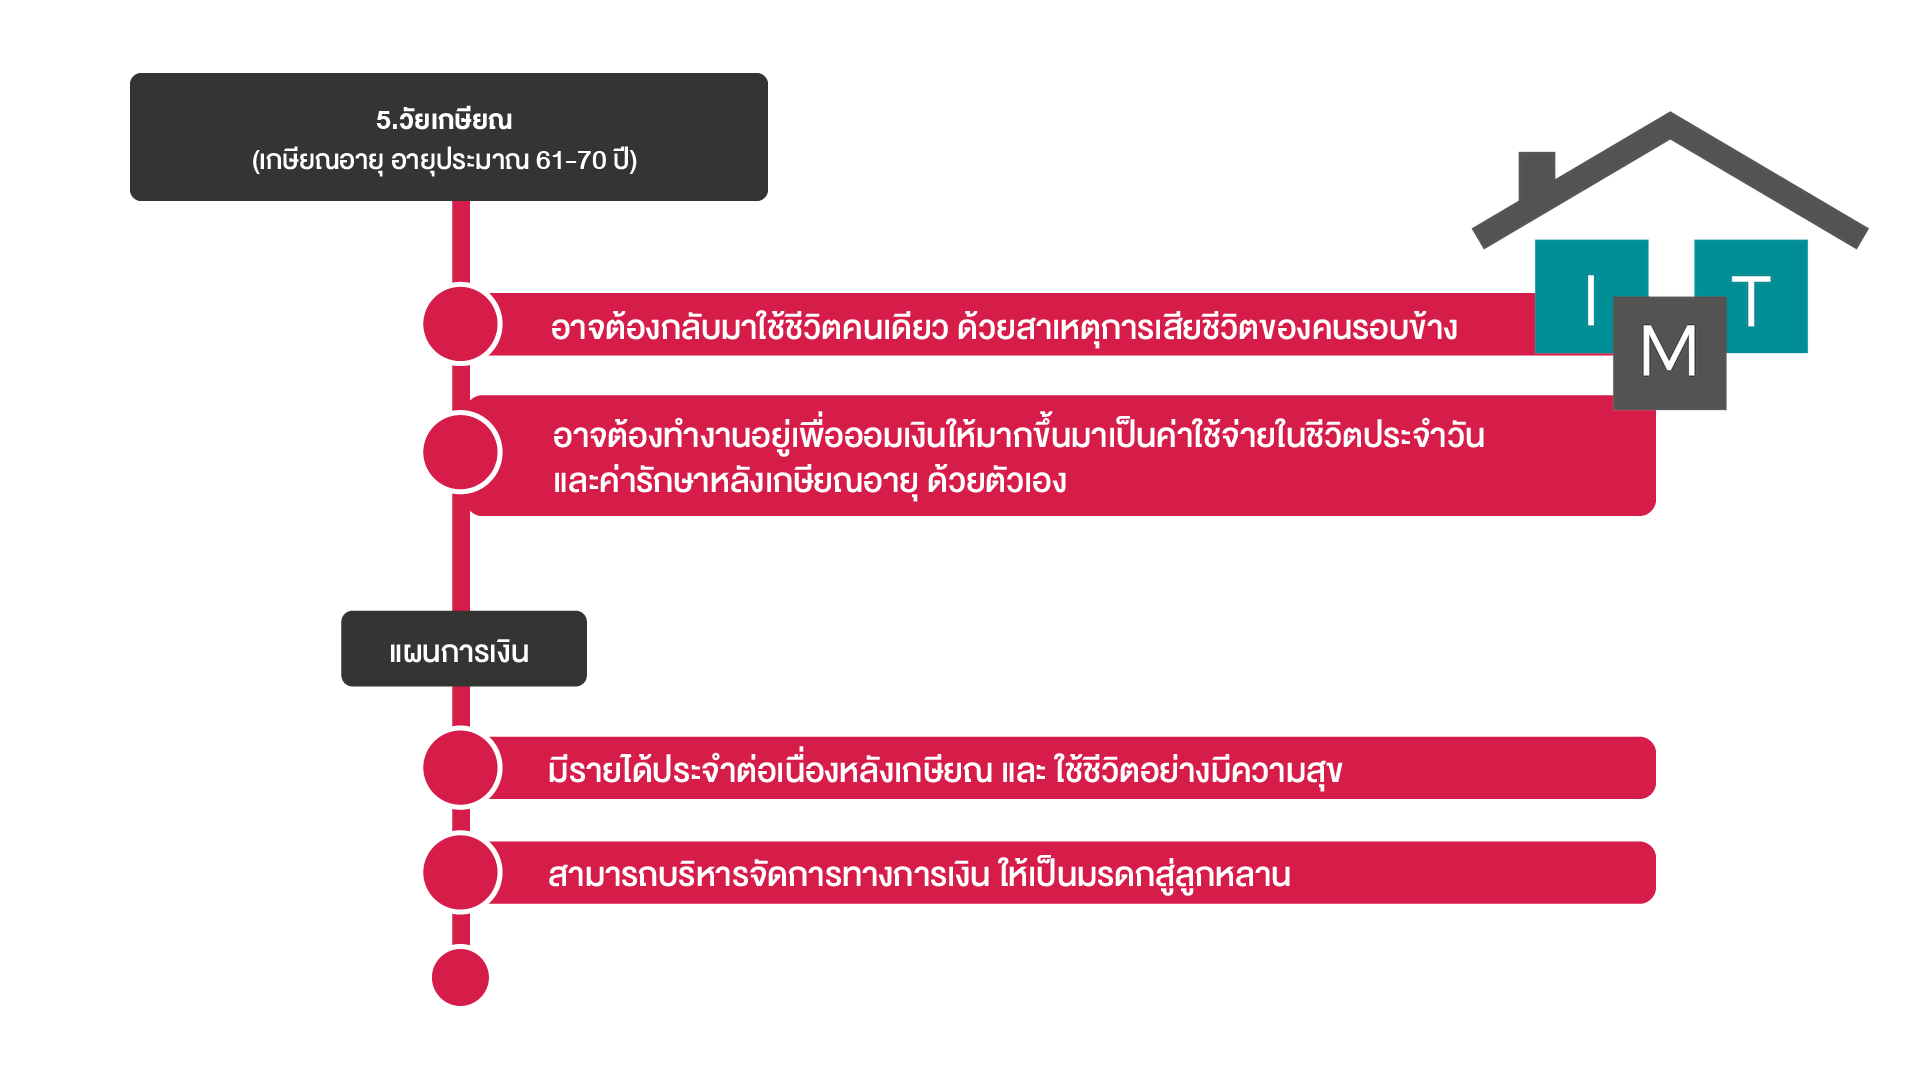 5.วัยเกษียณ
(เกษียณอายุ อายุประมาณ 61-70 ปี)
I M T
อาจต้องกลับมาใช้ชีวิตคนเดียว ด้วยสาเหตุการเสียชีวิตของคนรอบข้าง
อาจต้องทำงานอยู่เพื่อออมเงินให้มากขึ้นมาเป็นค่าใช้จ่ายในชีวิตประจำวัน
และค่ารักษาหลังเกษียณอายุ ด้วยตัวเอง
แผนการเงิน
มีรายได้ประจำต่อเนื่องหลังเกษียณ และ ใช้ชีวิตอย่างมีความสุข
สามารถบริหารจัดการทางการเงิน ให้เป็นมรดกสู่ลูกหลาน